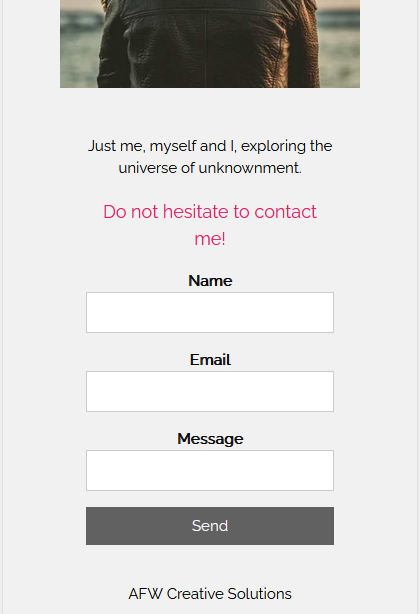 Just me, myself and I, exploring the
universe of unknownment.
Do not hesitate to contact
me!
Name
Email
Message
Send
AFW Creative Solutions